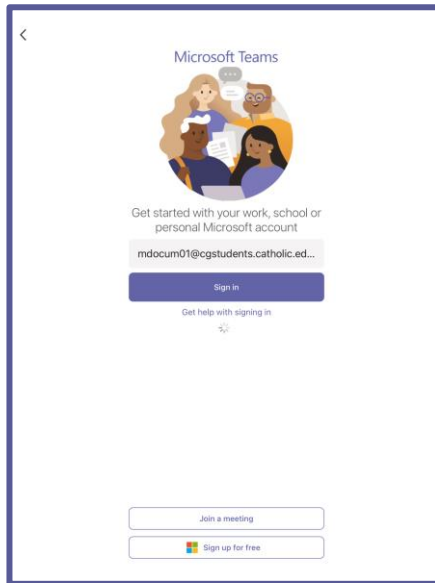 Microsoft Teams
Get started with your work, school or
personal Microsoft account
mdocum01@cgstudents.catholic.ed...
Sign in
Get help with signing in
Join a meeting
Sign up for free